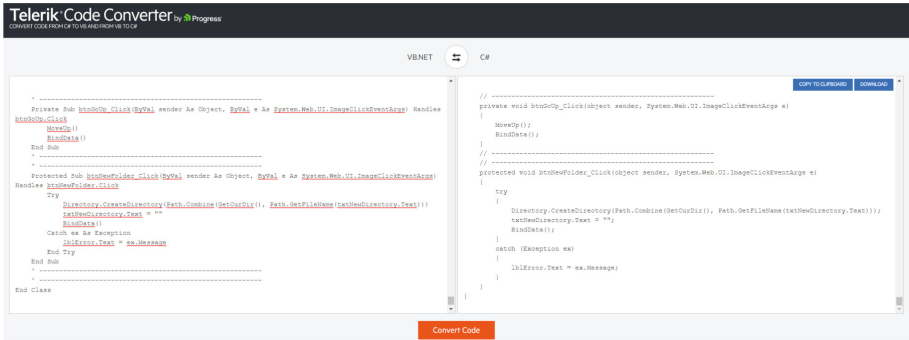 Telerik® Code Converter by Progress
CONVERT CODE FROM C# TO VB AND FROM VB TO C#
VB.NET C#
' --------------------------------------------------------
Private Sub btnGoUp_Click(ByVal sender As Object, ByVal e As System.Web.UI.ImageClickEventArgs) Handles
btnGoUp.Click
MoveUp()
BindData()
End Sub
' --------------------------------------------------------
' --------------------------------------------------------
Protected Sub btnNewFolder_Click(ByVal sender As Object, ByVal e As System.Web.UI.ImageClickEventArgs)
Handles btnNewFolder.Click
Try
Directory.CreateDirectory(Path.Combine(GetCurDir(), Path.GetFileName(txtNewDirectory.Text)))
txtNewDirectory.Text = ""
BindData()
Catch ex As Exception
lblError.Text = ex.Message
End Try
End Sub
' --------------------------------------------------------
' --------------------------------------------------------
End Class
COPY TO CLIPBOARD DOWNLOAD
// --------------------------------------------------------
private void btnGoUp_Click(object sender, System.Web.UI.ImageClickEventArgs e)
{
MoveUp();
BindData();
}
// --------------------------------------------------------
// --------------------------------------------------------
protected void btnNewFolder_Click(object sender, System.Web.UI.ImageClickEventArgs e)
{
try
{
Directory.CreateDirectory(Path.Combine(GetCurDir(), Path.GetFileName(txtNewDirectory.Text)));
txtNewDirectory.Text = "";
BindData();
}
catch (Exception ex)
{
lblError.Text = ex.Message;
}
}
}
Convert Code